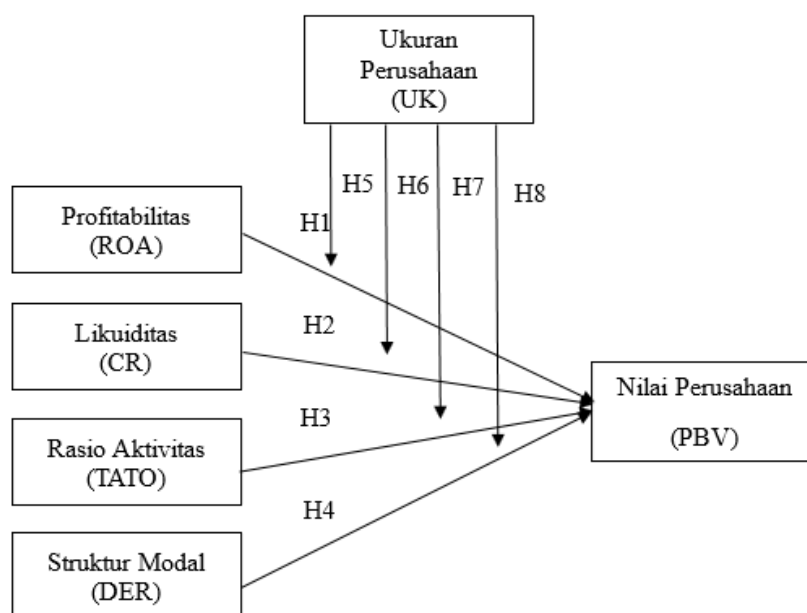 Ukuran
Perusahaan
(UK)
H5
H6
H7
H8
Profitabilitas
(ROA)
H1
Likuiditas
(CR)
H2
Nilai Perusahaan
(PBV)
Rasio Aktivitas
(TATO)
H3
Struktur Modal
(DER)
H4